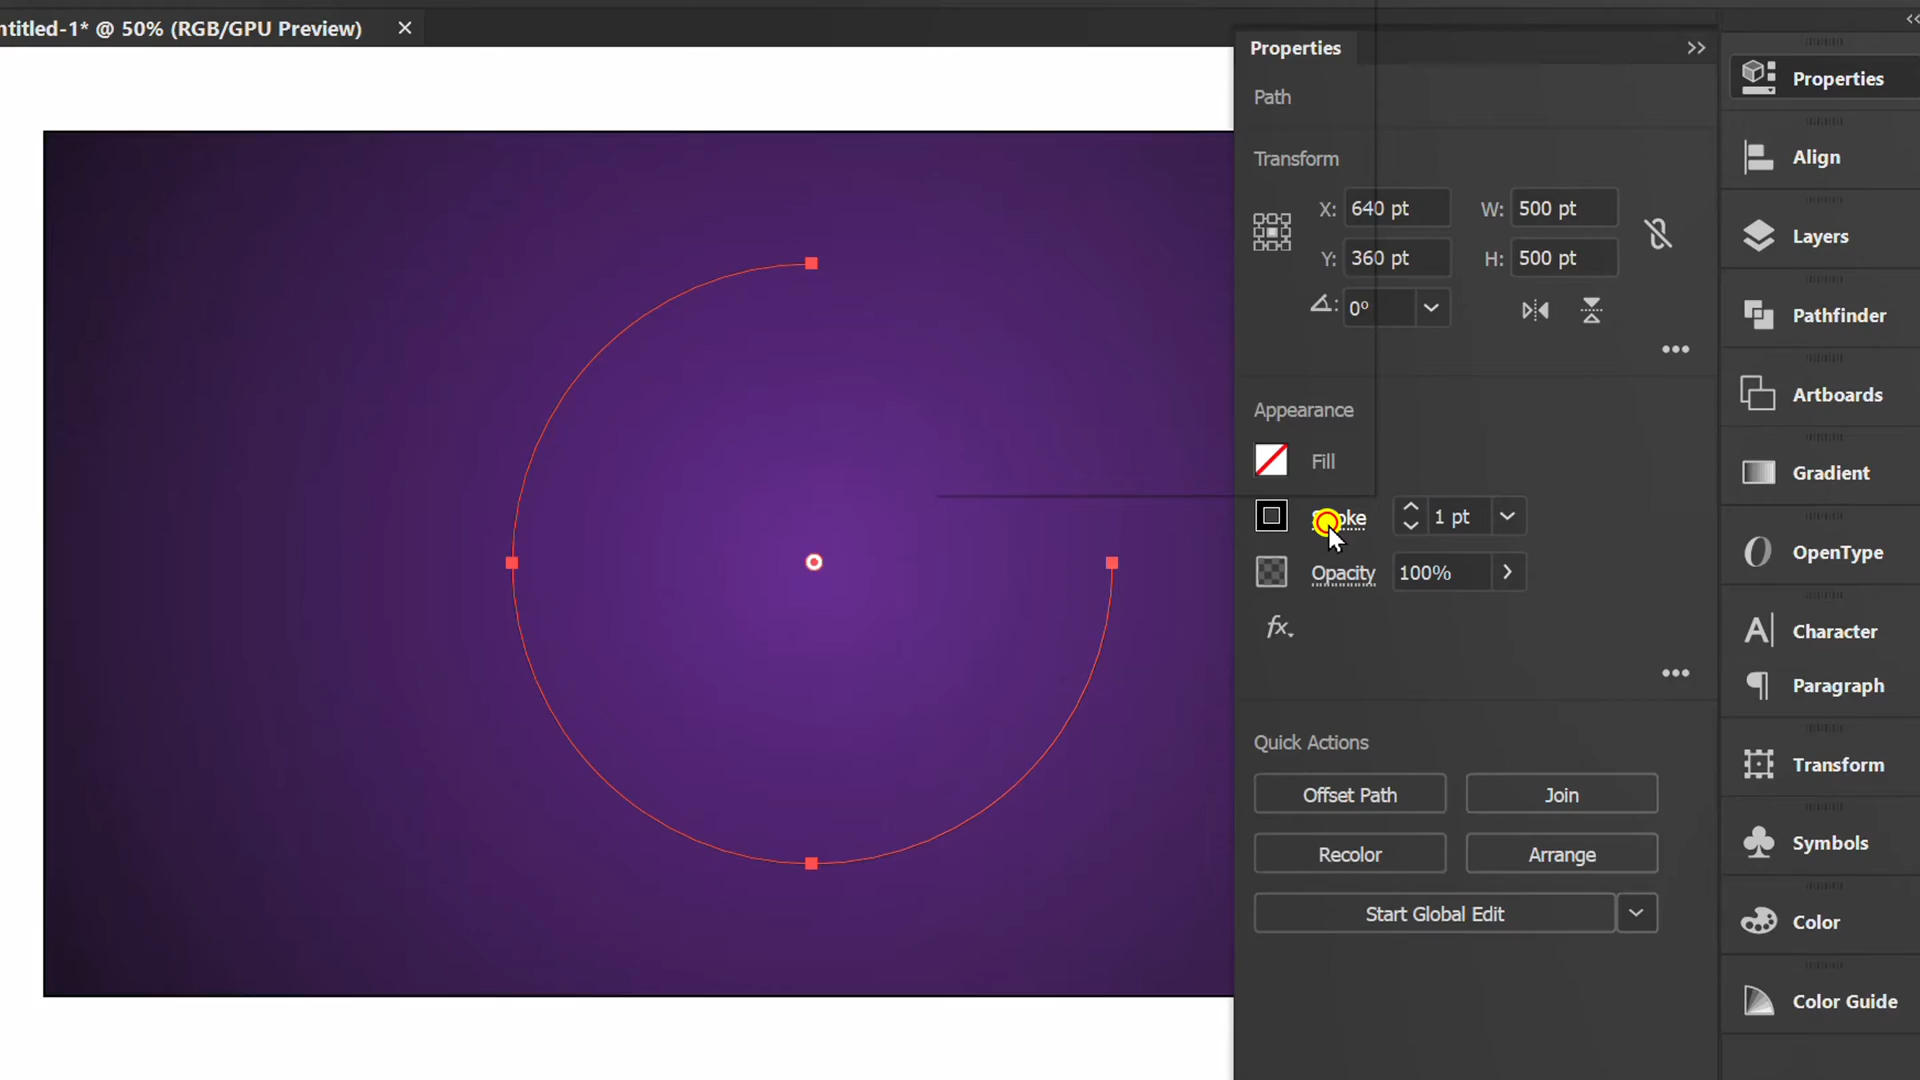 ntitled-1* @ 50% (RGB/GPU Preview)
Properties
Path
Transform
X: 640 pt W: 500 pt
Y: 360 pt H: 500 pt
0°
Appearance
Fill
1 pt
Opacity 100%
fx
Quick Actions
Offset Path Join
Recolor Arrange
Start Global Edit
Properties
Align
Layers
Pathfinder
Artboards
Gradient
OpenType
Character
Paragraph
Transform
Symbols
Color
Color Guide